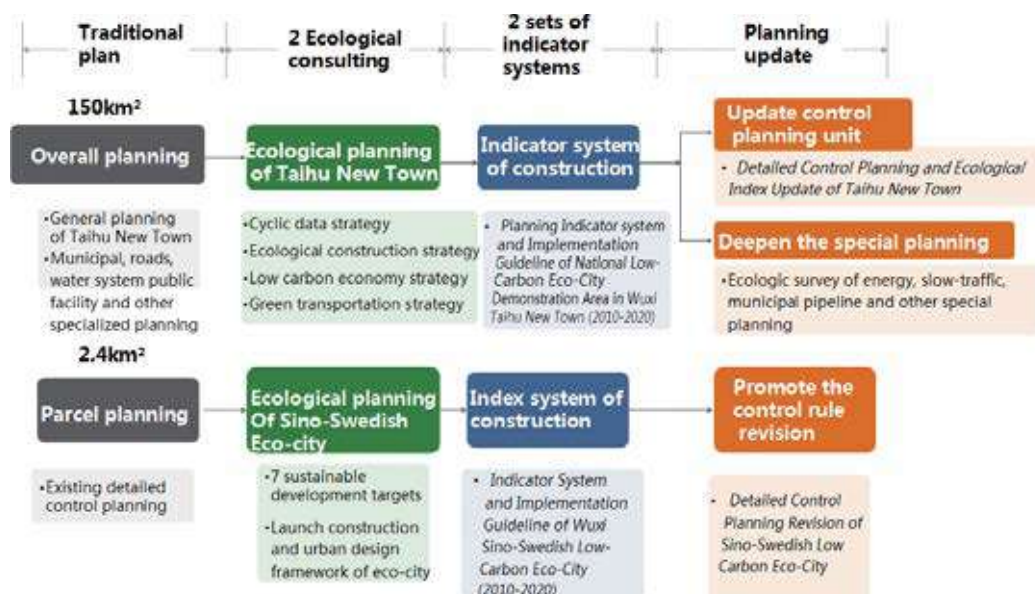 Traditional
plan
2 Ecological
consulting
2 sets of
indicator
systems
Planning
update
150km²
Overall planning
Ecological planning
of Taihu New Town
Indicator system
of construction
Update control
planning unit
• Detailed Control Planning and Ecological
Index Update of Taihu New Town
•General planning
of Taihu New Town
•Municipal, roads,
water system public
facility and other
specialized planning
•Cyclic data strategy
•Ecological construction strategy
•Low carbon economy strategy
•Green transportation strategy
• Planning Indicator system
and Implementation
Guideline of National Low-
Carbon Eco-City
Demonstration Area in Wuxi
Taihu New Town (2010-2020)
Deepen the special planning
•Ecologic survey of energy, slow-traffic,
municipal pipeline and other special
planning
2.4km²
Parcel planning
Ecological planning
Of Sino-Swedish
Eco-city
Index system of
construction
Promote the
control rule
revision
•Existing detailed
control planning
•7 sustainable
development targets
•Launch construction
and urban design
framework of eco-city
• Indicator System
and Implementation
Guideline of Wuxi
Sino-Swedish Low-
Carbon Eco-City
(2010-2020)
• Detailed Control
Planning Revision of
Sino-Swedish Low
Carbon Eco-City